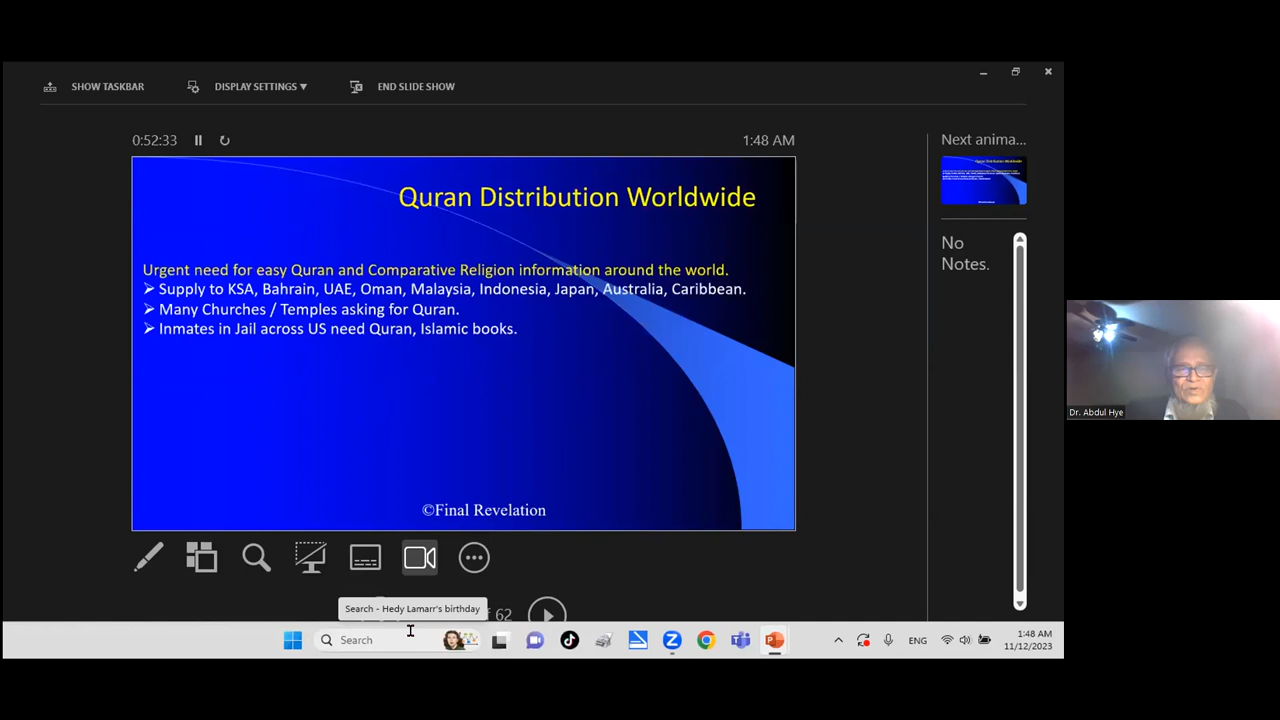 SHOW TASKBAR
DISPLAY SETTINGS ▼
END SLIDE SHOW
0:52:33
1:48 AM
Next anima...
Quran Distribution Worldwide
Urgent need for easy Quran and Comparative Religion information around the world.
➢ Supply to KSA, Bahrain, UAE, Oman, Malaysia, Indonesia, Japan, Australia, Caribbean.
➢ Many Churches / Temples asking for Quran.
➢ Inmates in Jail across US need Quran, Islamic books.
©Final Revelation
Quran Distribution Worldwide
No
Notes.
Dr. Abdul Hye
Search - Hedy Lamarr's birthday
62
Search
ENG
1:48 AM
11/12/2023